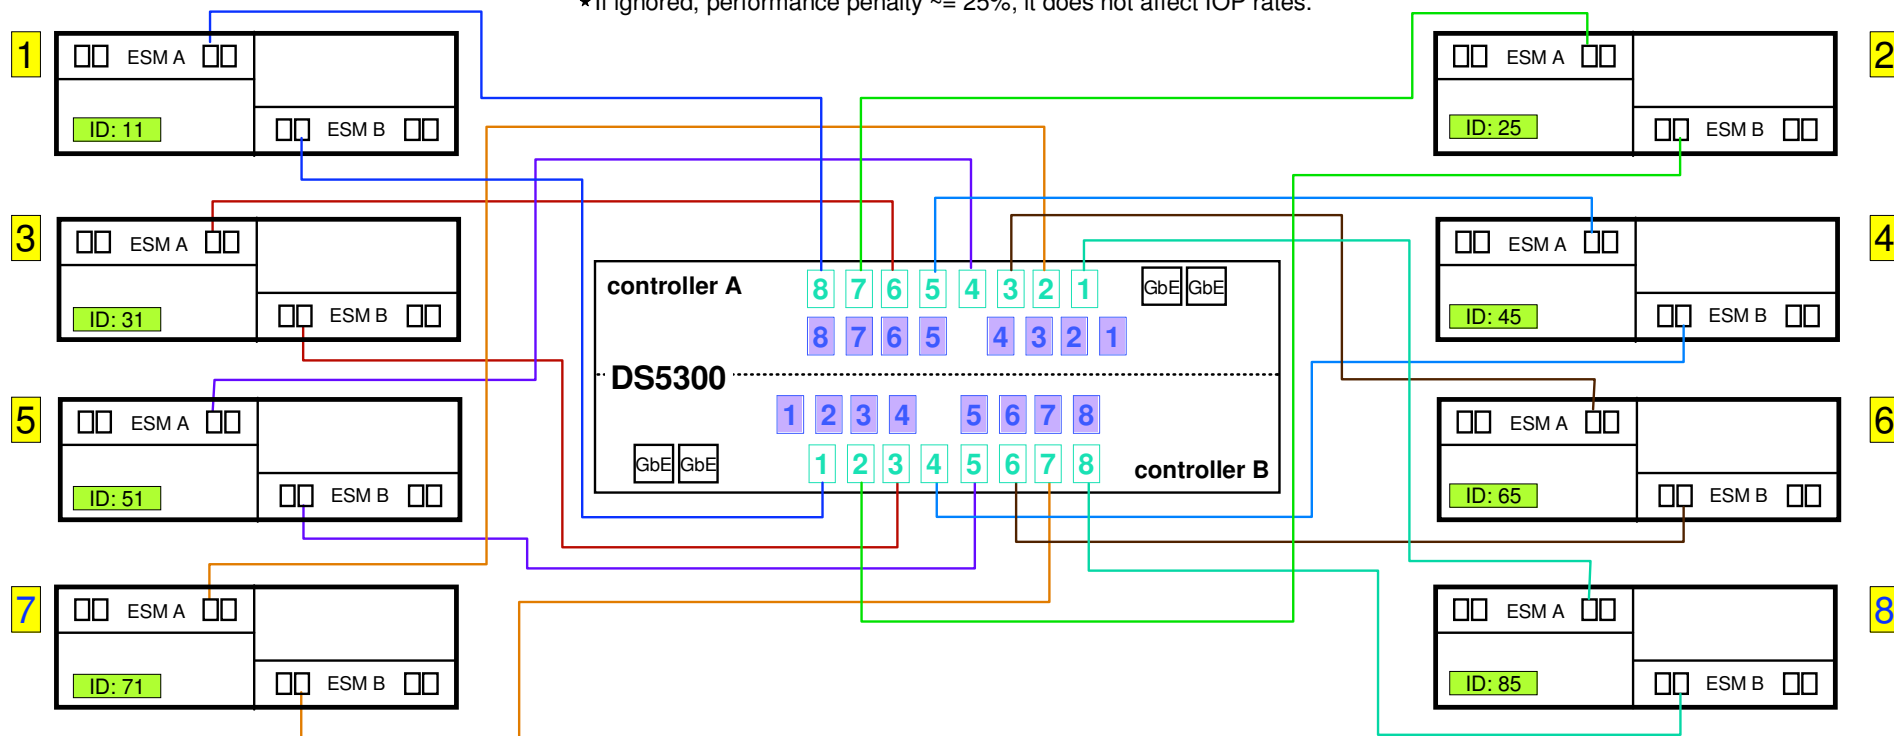 *If ignored, performance penalty ~= 25%, it does not affect IOP rates.
1
ESM A
ID: 11
ESM B
2
ESM A
ID: 25
ESM B
3
ESM A
ID: 31
ESM B
4
ESM A
ID: 45
ESM B
controller A
8 7 6 5 4 3 2 1
GbE GbE
8 7 6 5 4 3 2 1
DS5300
1 2 3 4 5 6 7 8
GbE GbE
1 2 3 4 5 6 7 8
controller B
5
ESM A
ID: 51
ESM B
6
ESM A
ID: 65
ESM B
7
ESM A
ID: 71
ESM B
8
ESM A
ID: 85
ESM B